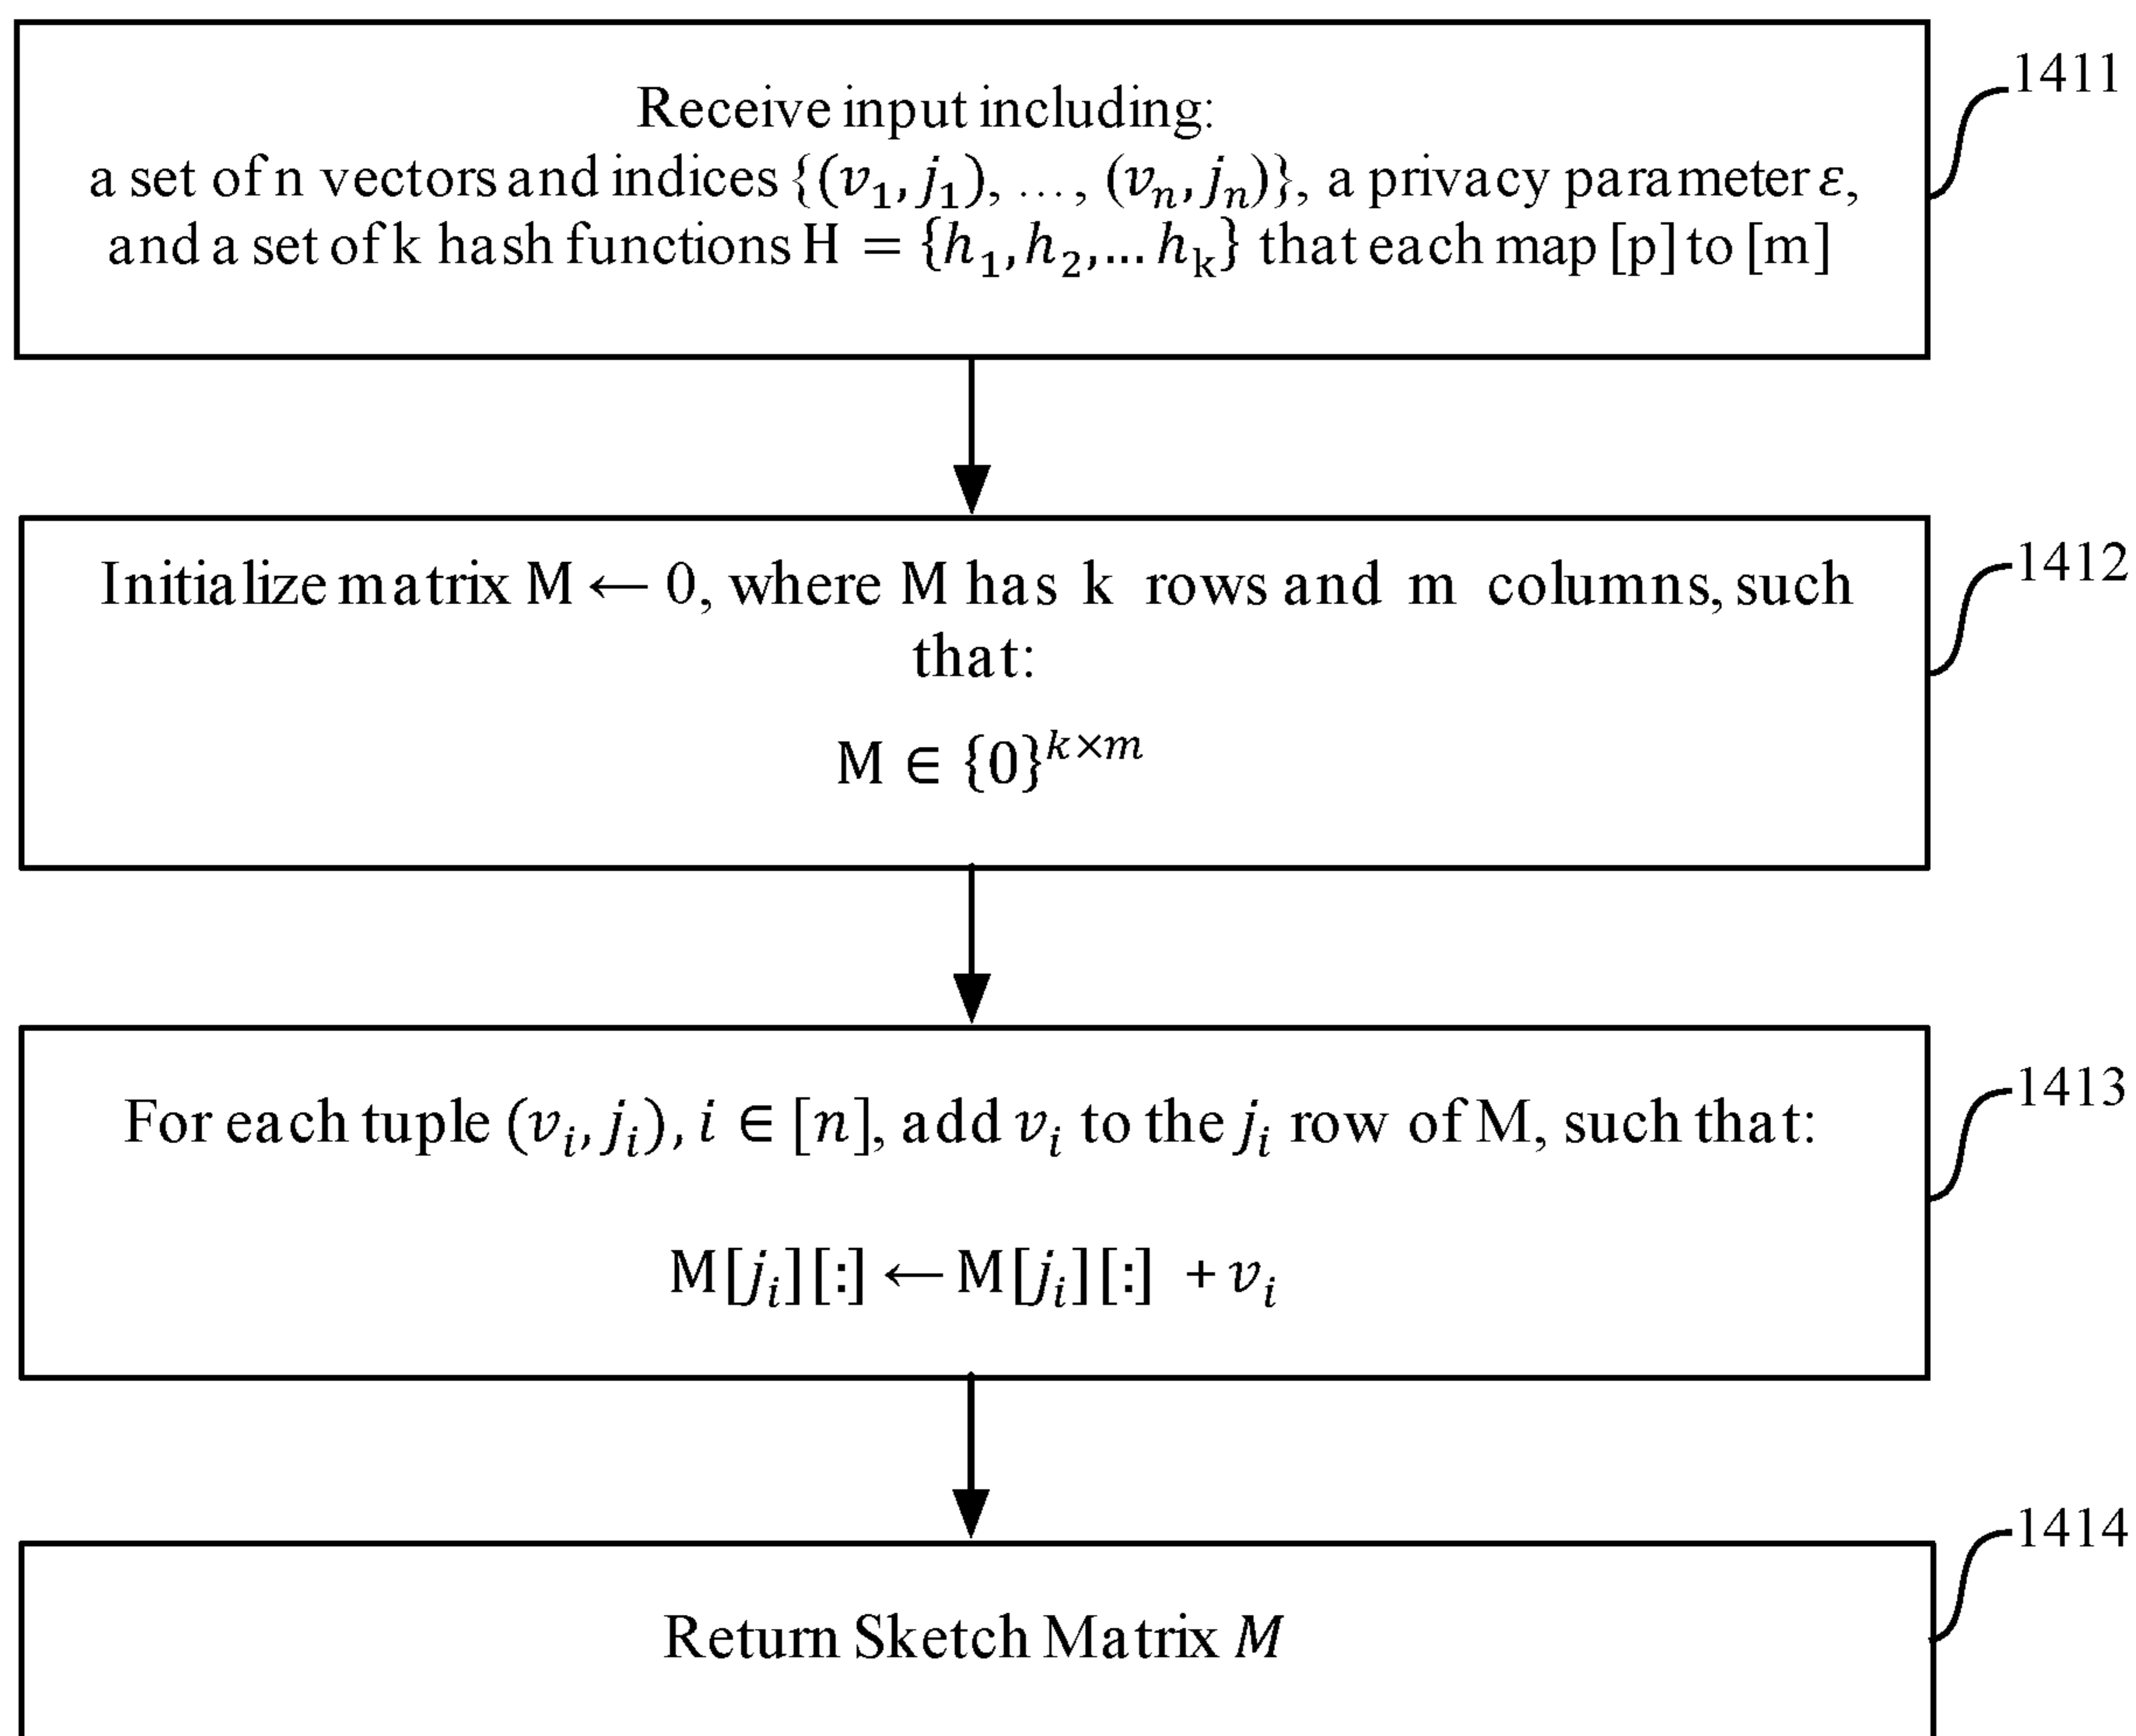 Receive input including:
1411
a set of n vectors and indices {(v₁, j₁), …, (vₙ, jₙ)}, a privacy parameter ε,
and a set of k hash functions H = {h₁, h₂, … hₖ} that each map [p] to [m]
1412
Initialize matrix M ← 0, where M has k rows and m columns, such
that:
M ∈ {0}^{k×m}
1413
For each tuple (vᵢ, jᵢ), i ∈ [n], add vᵢ to the jᵢ row of M, such that:
M[jᵢ][:] ← M[jᵢ][:] + vᵢ
1414
Return Sketch Matrix M